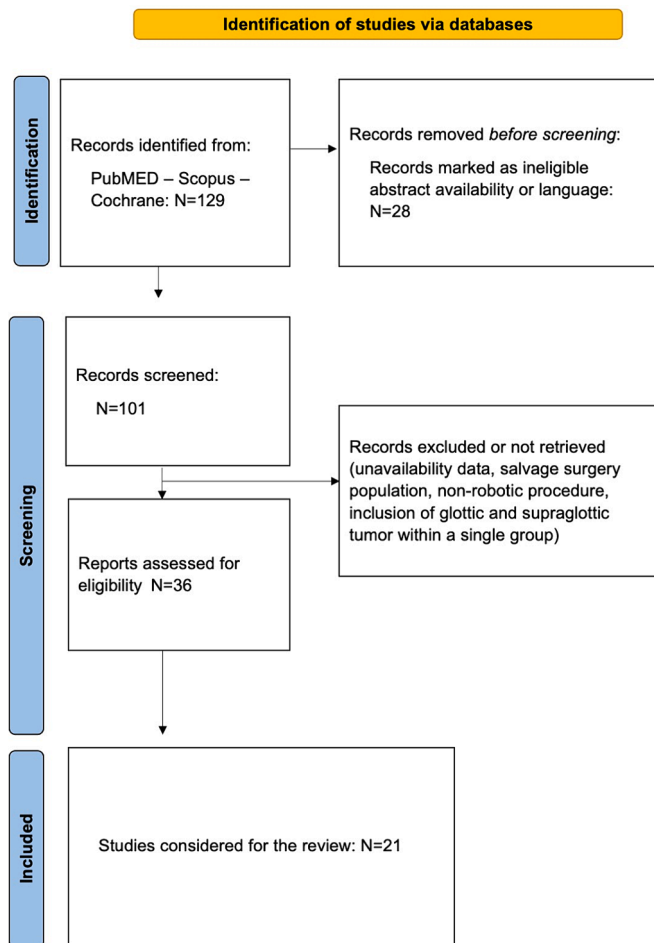 Identification of studies via databases
Identification
Records identified from:
PubMED – Scopus –
Cochrane: N=129
Records removed before screening:
Records marked as ineligible
abstract availability or language:
N=28
Screening
Records screened:
N=101
Records excluded or not retrieved
(unavailability data, salvage surgery
population, non-robotic procedure,
inclusion of glottic and supraglottic
tumor within a single group)
Reports assessed for
eligibility N=36
Included
Studies considered for the review: N=21